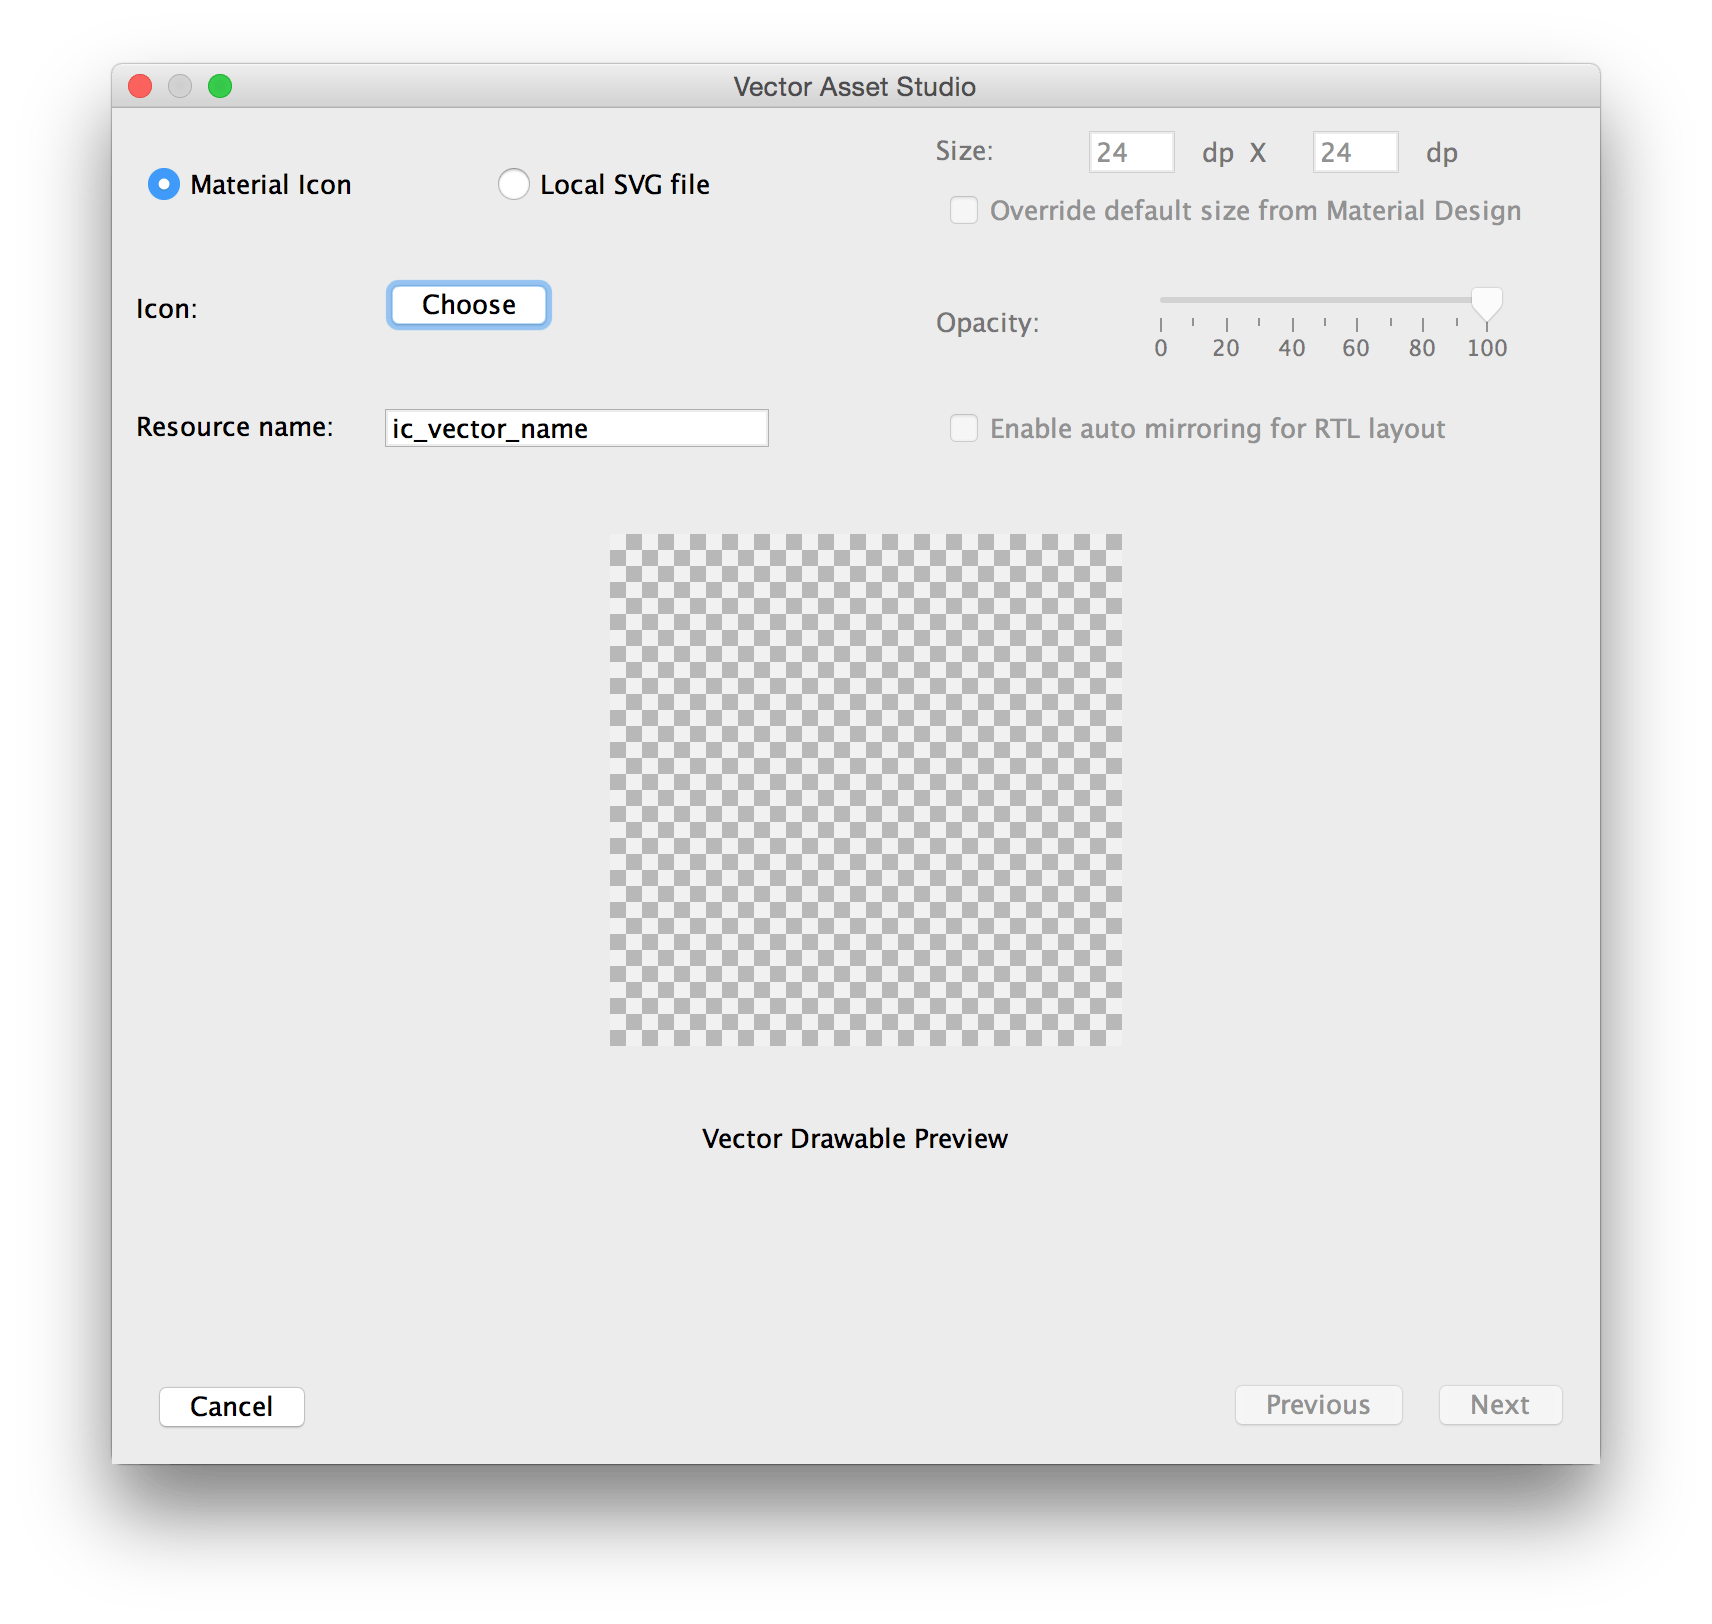 Vector Asset Studio
Material Icon
Local SVG file
Size: 24 dp X 24 dp
Override default size from Material Design
Icon: Choose
Opacity:
0 20 40 60 80 100
Resource name: ic_vector_name
Enable auto mirroring for RTL layout
Vector Drawable Preview
Cancel
Previous
Next